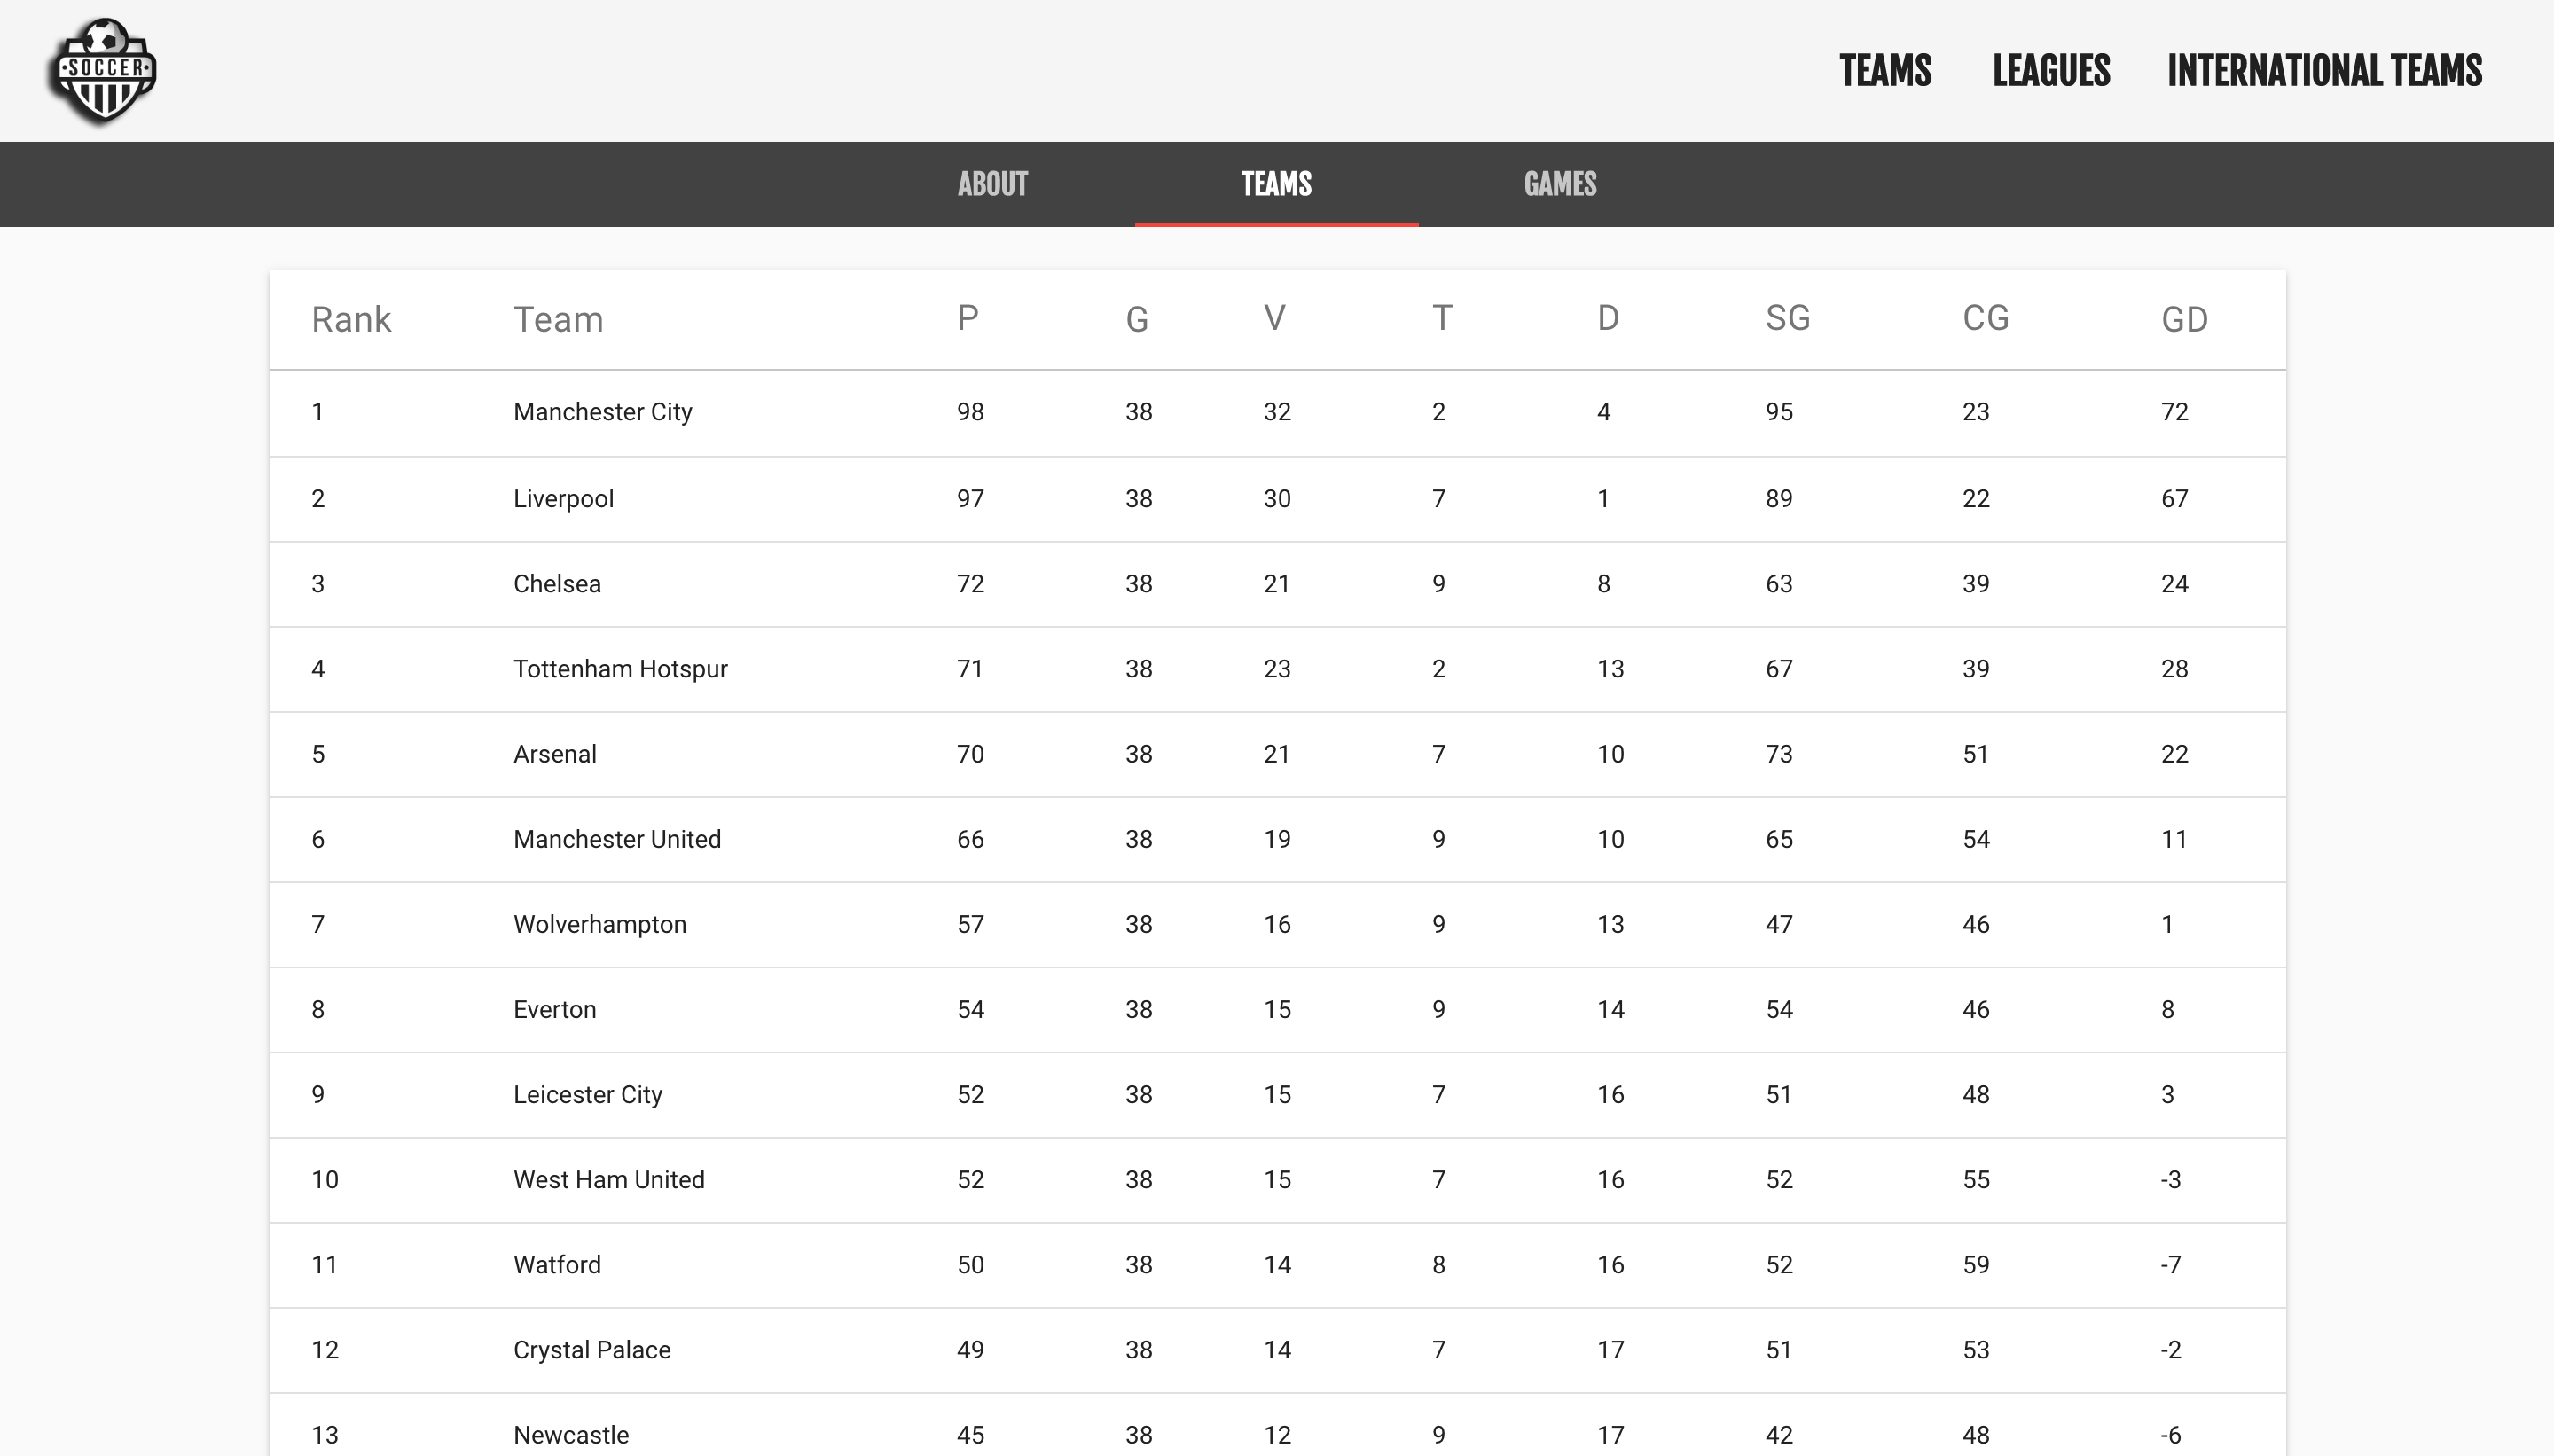 SOCCER
TEAMS LEAGUES INTERNATIONAL TEAMS
ABOUT TEAMS GAMES
Rank Team P G V T D SG CG GD
1 Manchester City 98 38 32 2 4 95 23 72
2 Liverpool 97 38 30 7 1 89 22 67
3 Chelsea 72 38 21 9 8 63 39 24
4 Tottenham Hotspur 71 38 23 2 13 67 39 28
5 Arsenal 70 38 21 7 10 73 51 22
6 Manchester United 66 38 19 9 10 65 54 11
7 Wolverhampton 57 38 16 9 13 47 46 1
8 Everton 54 38 15 9 14 54 46 8
9 Leicester City 52 38 15 7 16 51 48 3
10 West Ham United 52 38 15 7 16 52 55 -3
11 Watford 50 38 14 8 16 52 59 -7
12 Crystal Palace 49 38 14 7 17 51 53 -2
13 Newcastle 45 38 12 9 17 42 48 -6